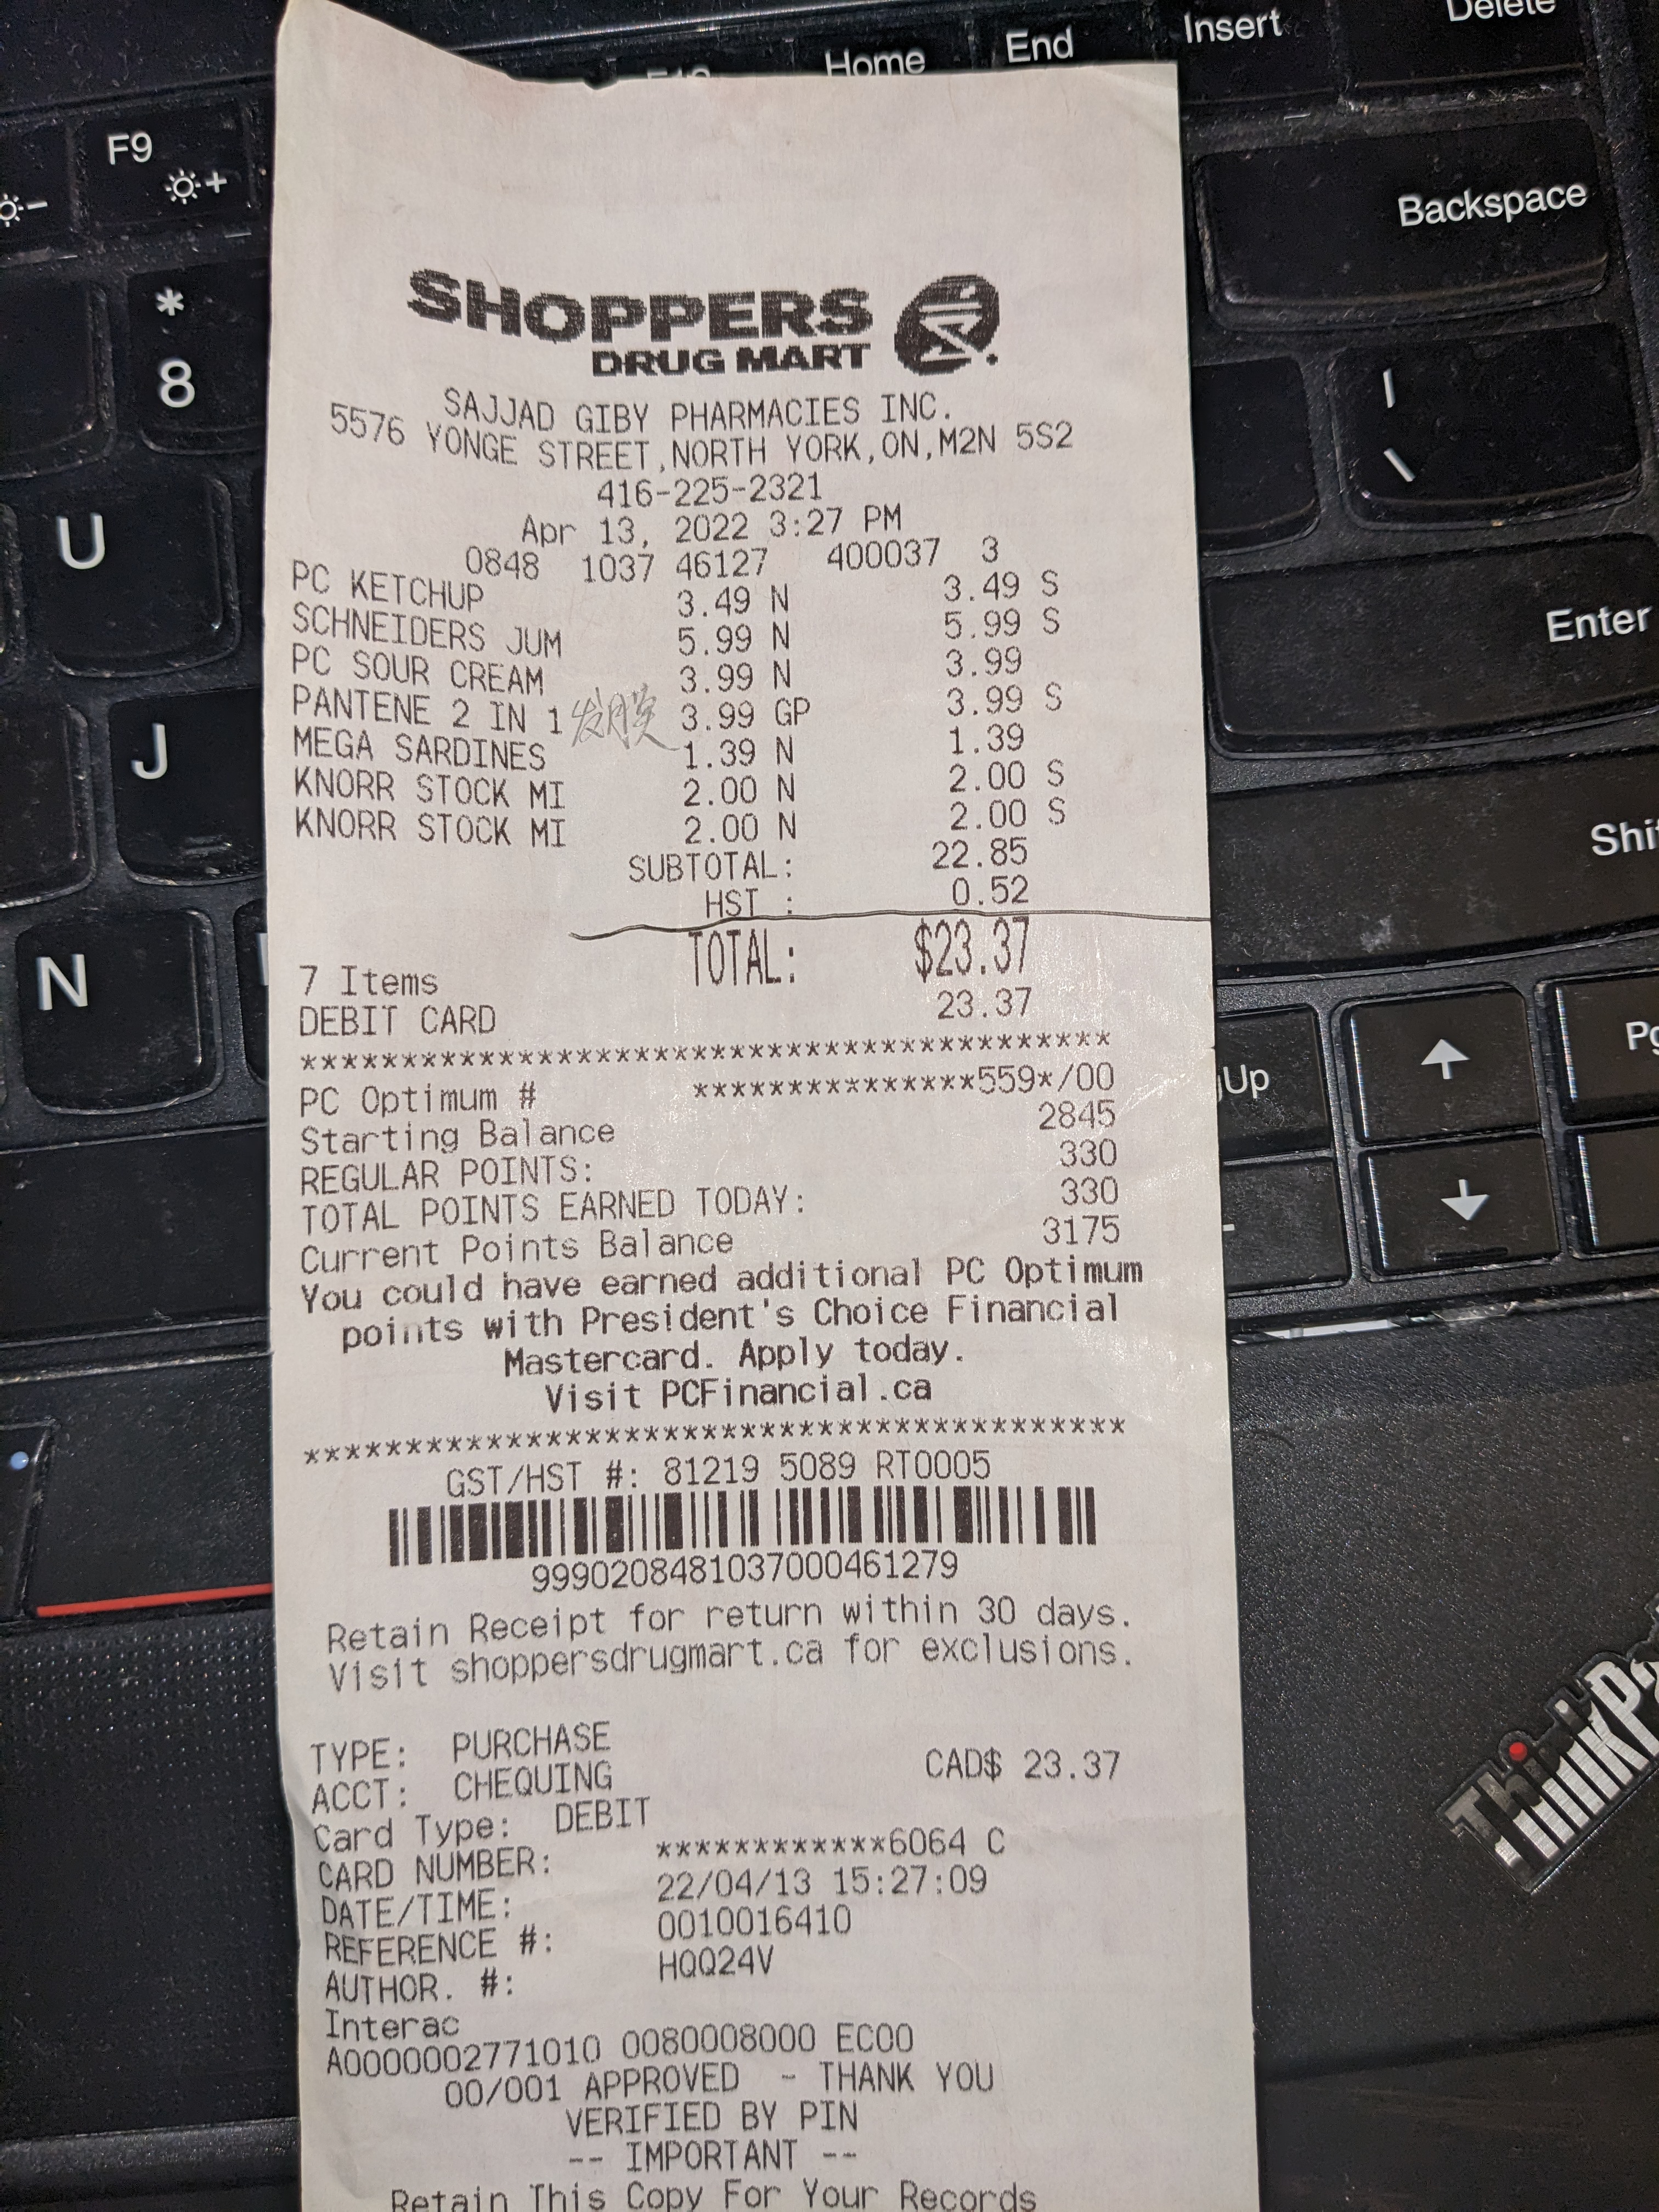 Home End Insert Delete
F9
Backspace
*
8
U
J
N
Enter
SHOPPERS
DRUG MART
SAJJAD GIBY PHARMACIES INC.
5576 YONGE STREET,NORTH YORK,ON,M2N 5S2
416-225-2321
Apr 13, 2022 3:27 PM
0848 1037 46127 400037 3
PC KETCHUP 3.49 N 3.49 S
SCHNEIDERS JUM 5.99 N 5.99 S
PC SOUR CREAM 3.99 N 3.99
PANTENE 2 IN 1 发膜 3.99 GP 3.99 S
MEGA SARDINES 1.39 N 1.39
KNORR STOCK MI 2.00 N 2.00 S
KNORR STOCK MI 2.00 N 2.00 S
SUBTOTAL: 22.85
HST : 0.52
TOTAL: $23.37
7 Items
DEBIT CARD 23.37
****************************************
PC Optimum # **************559*/00
Starting Balance 2845
REGULAR POINTS: 330
TOTAL POINTS EARNED TODAY: 330
Current Points Balance 3175
You could have earned additional PC Optimum
points with President's Choice Financial
Mastercard. Apply today.
Visit PCFinancial.ca
****************************************
GST/HST #: 81219 5089 RT0005
9990208481037000461279
Retain Receipt for return within 30 days.
Visit shoppersdrugmart.ca for exclusions.
TYPE: PURCHASE
ACCT: CHEQUING CAD$ 23.37
Card Type: DEBIT
CARD NUMBER: ************6064 C
DATE/TIME: 22/04/13 15:27:09
REFERENCE #: 0010016410
AUTHOR. #: HQQ24V
Interac
A0000002771010 0080008000 EC00
00/001 APPROVED - THANK YOU
VERIFIED BY PIN
-- IMPORTANT --
Retain This Copy For Your Records